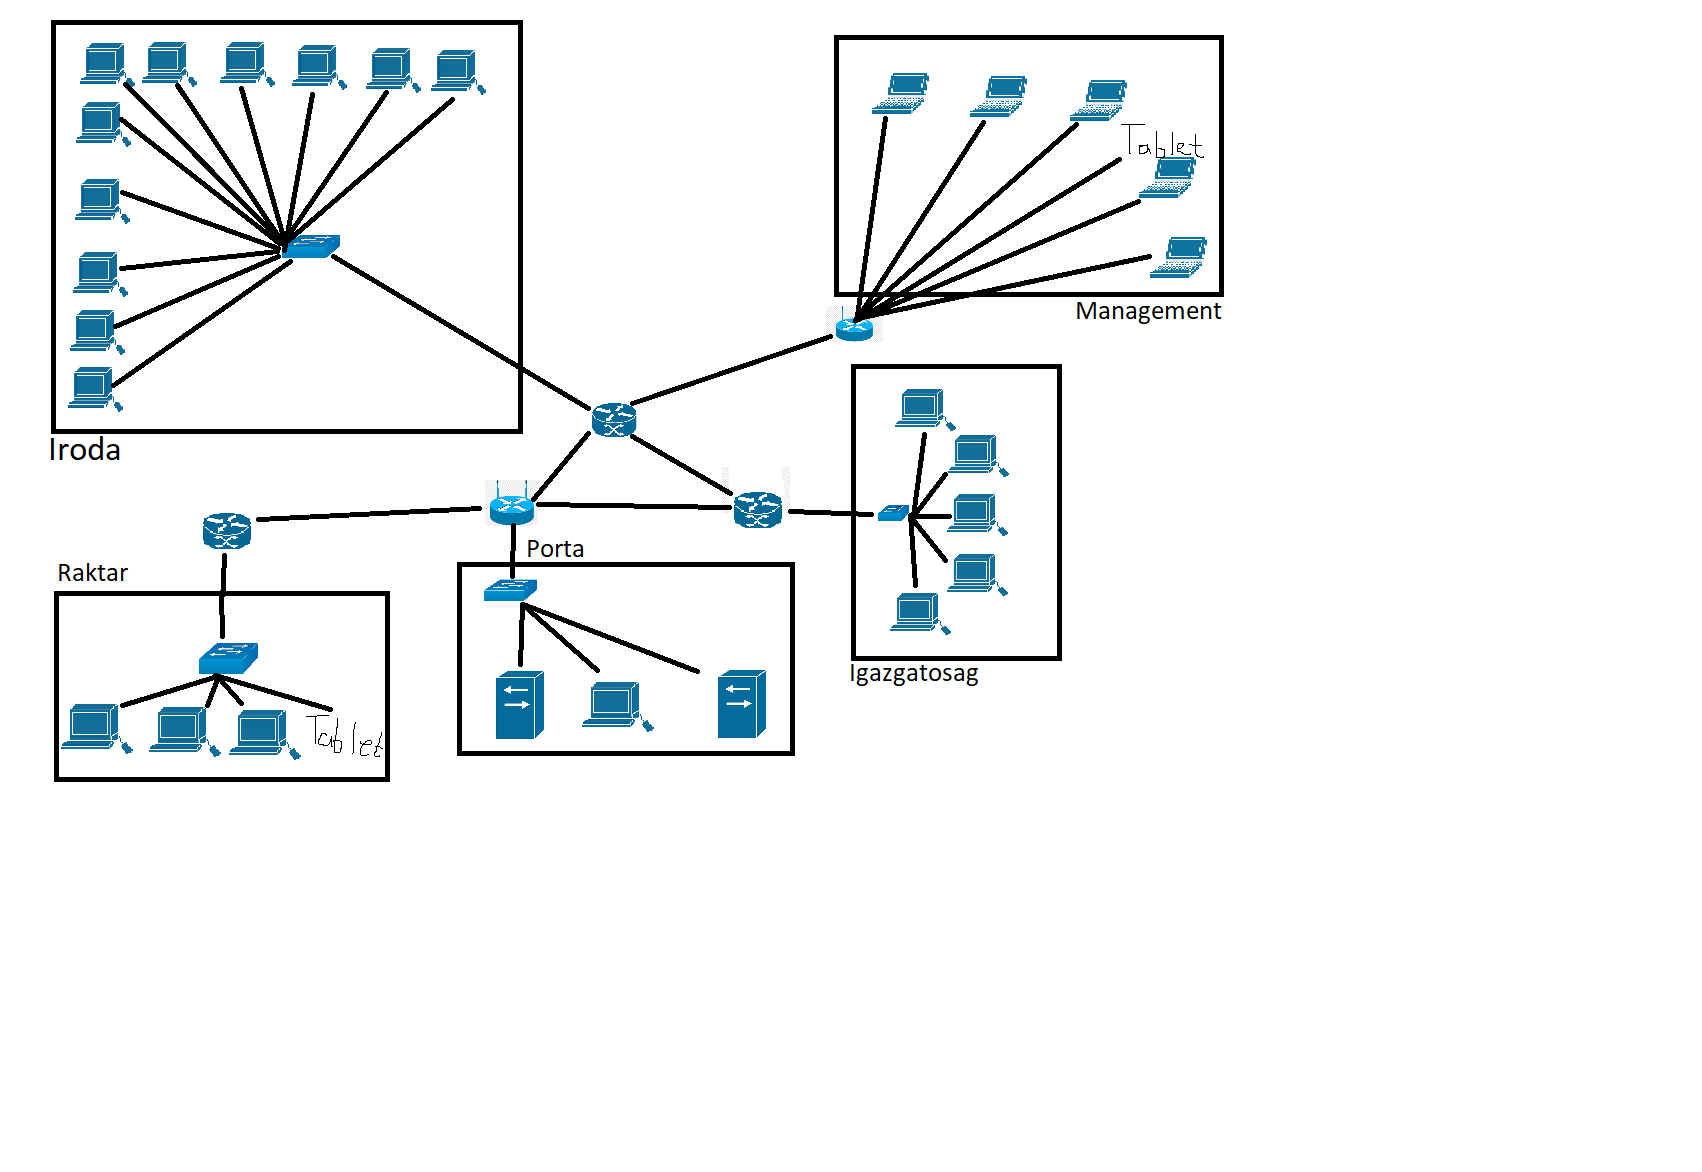 Tablet
Management
Iroda
Porta
Raktar
Igazgatosag
Tablet